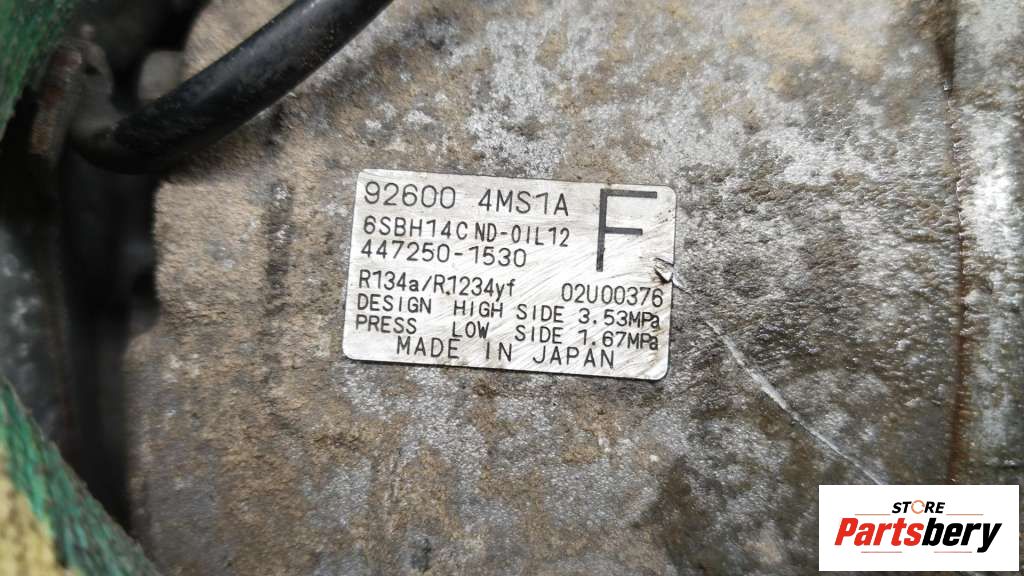 92600 4MS1A
F
6SBH14C ND-OIL12
447250-1530
R134a/R1234yf 02U00376
DESIGN HIGH SIDE 3.53MPa
PRESS LOW SIDE 1.67MPa
MADE IN JAPAN
STORE
Partsbery